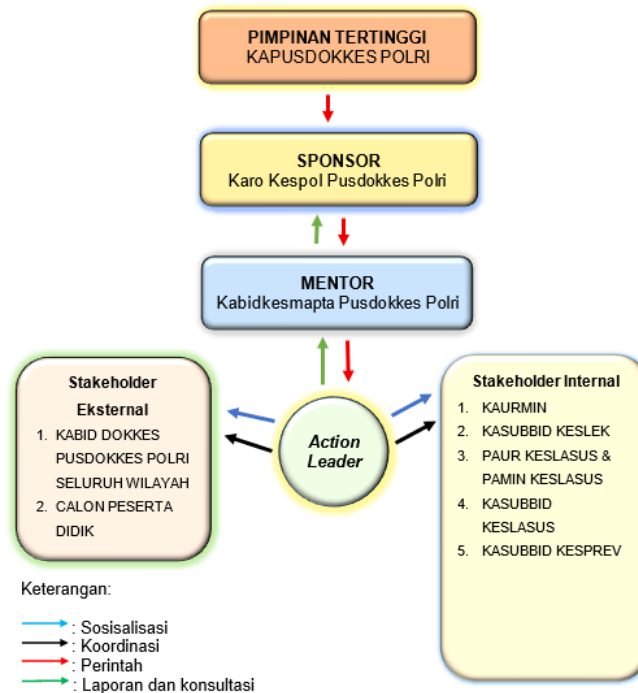 PIMPINAN TERTINGGI
KAPUSDOKKES POLRI
SPONSOR
Karo Kespol Pusdokkes Polri
MENTOR
Kabidkesmapta Pusdokkes Polri
Stakeholder
Eksternal
1. KABID DOKKES
PUSDOKKES POLRI
SELURUH WILAYAH
2. CALON PESERTA
DIDIK
Action
Leader
Stakeholder Internal
1. KAURMIN
2. KASUBBID KESLEK
3. PAUR KESLASUS &
PAMIN KESLASUS
4. KASUBBID
KESLASUS
5. KASUBBID KESPREV
Keterangan:
: Sosisalisasi
: Koordinasi
: Perintah
: Laporan dan konsultasi